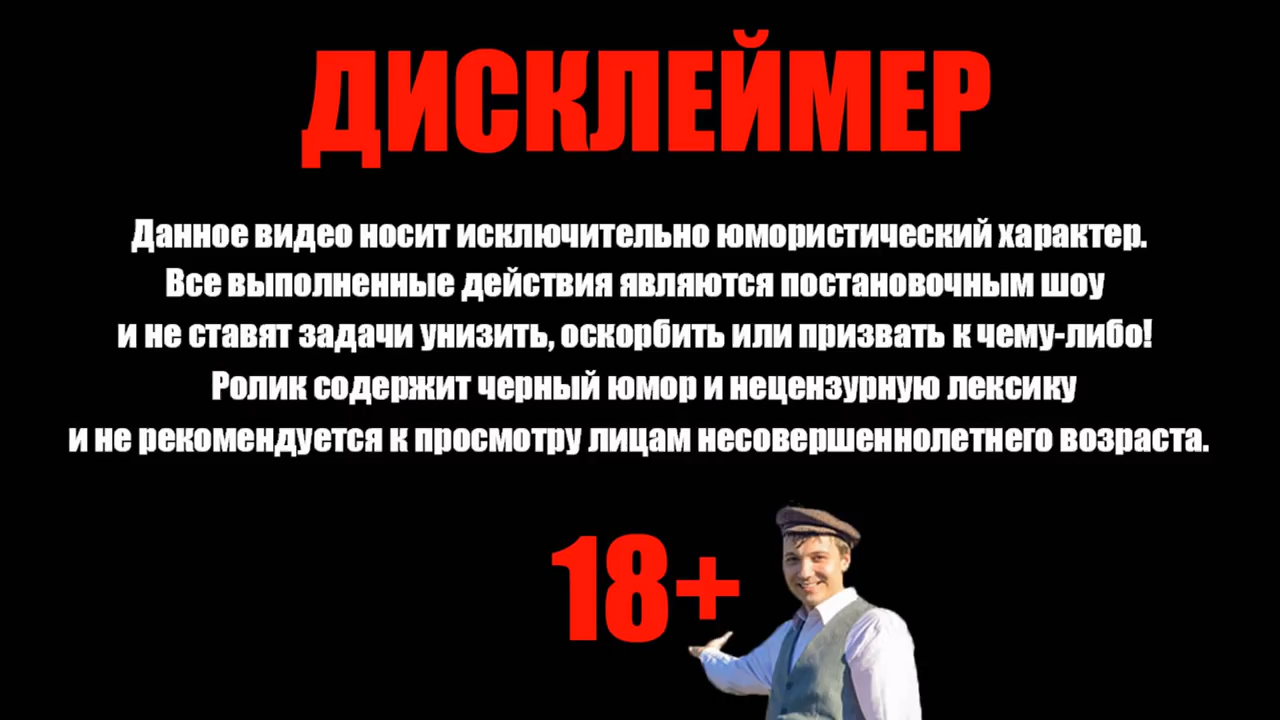 ДИСКЛЕЙМЕР
Данное видео носит исключительно юмористический характер.
Все выполненные действия являются постановочным шоу
и не ставят задачи унизить, оскорбить или призвать к чему-либо!
Ролик содержит черный юмор и нецензурную лексику
и не рекомендуется к просмотру лицам несовершеннолетнего возраста.
18+